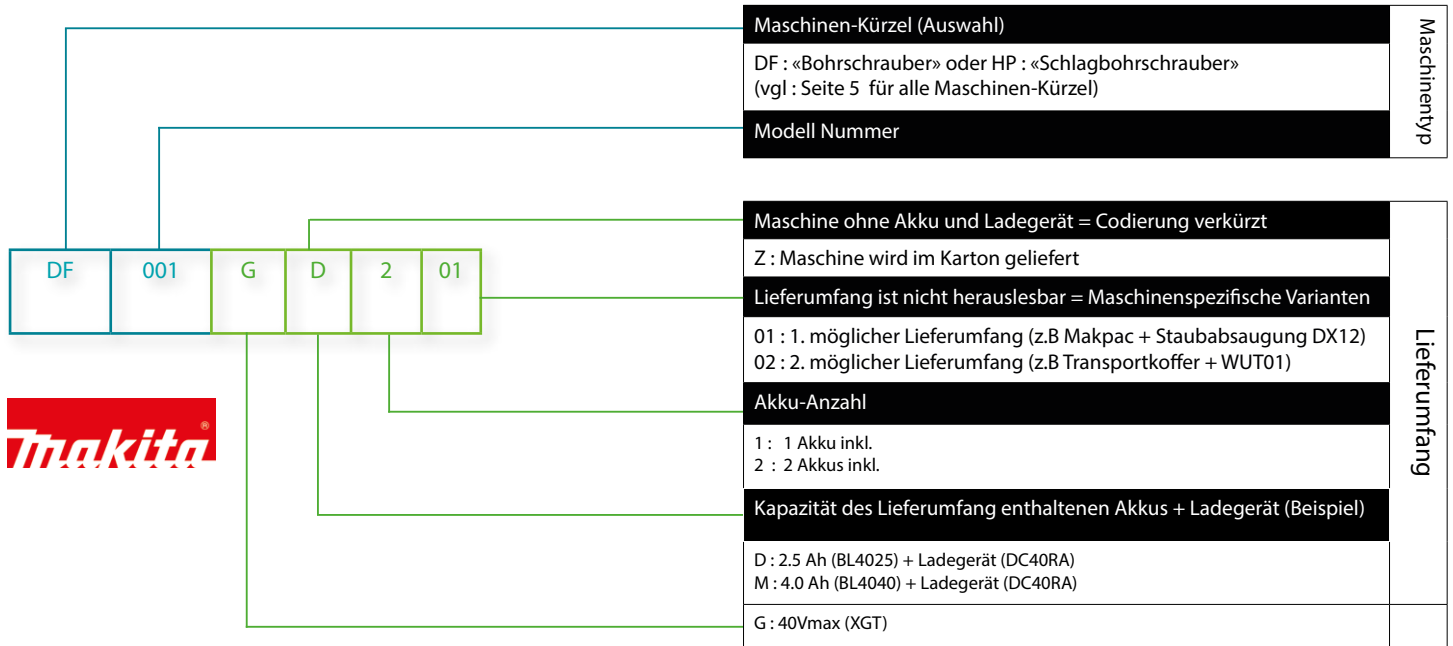 Maschinen-Kürzel (Auswahl)
DF : «Bohrschrauber» oder HP : «Schlagbohrschrauber»
(vgl : Seite 5 für alle Maschinen-Kürzel)
Modell Nummer
Maschinentyp
Maschine ohne Akku und Ladegerät = Codierung verkürzt
Z : Maschine wird im Karton geliefert
Lieferumfang ist nicht herauslesbar = Maschinenspezifische Varianten
01 : 1. möglicher Lieferumfang (z.B Makpac + Staubabsaugung DX12)
02 : 2. möglicher Lieferumfang (z.B Transportkoffer + WUT01)
Akku-Anzahl
1 : 1 Akku inkl.
2 : 2 Akkus inkl.
Kapazität des Lieferumfang enthaltenen Akkus + Ladegerät (Beispiel)
D : 2.5 Ah (BL4025) + Ladegerät (DC40RA)
M : 4.0 Ah (BL4040) + Ladegerät (DC40RA)
G : 40Vmax (XGT)
Lieferumfang
DF 001 G D 2 01
Makita®